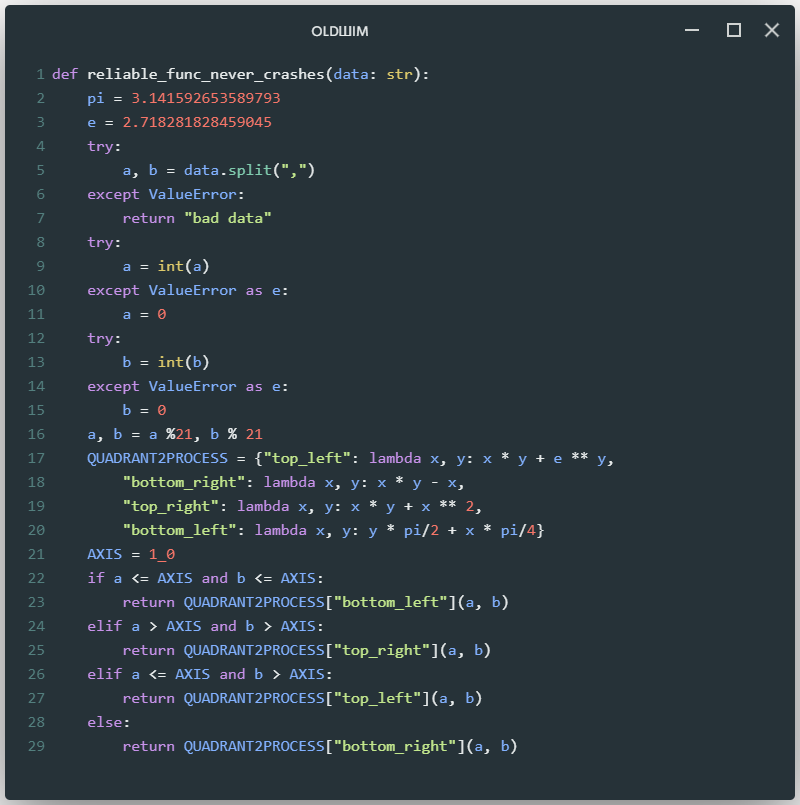 OLDШIM
1 def reliable_func_never_crashes(data: str):
2     pi = 3.141592653589793
3     e = 2.718281828459045
4     try:
5         a, b = data.split(",")
6     except ValueError:
7         return "bad data"
8     try:
9         a = int(a)
10     except ValueError as e:
11         a = 0
12     try:
13         b = int(b)
14     except ValueError as e:
15         b = 0
16     a, b = a %21, b % 21
17     QUADRANT2PROCESS = {"top_left": lambda x, y: x * y + e ** y,
18         "bottom_right": lambda x, y: x * y - x,
19         "top_right": lambda x, y: x * y + x ** 2,
20         "bottom_left": lambda x, y: y * pi/2 + x * pi/4}
21     AXIS = 1_0
22     if a <= AXIS and b <= AXIS:
23         return QUADRANT2PROCESS["bottom_left"](a, b)
24     elif a > AXIS and b > AXIS:
25         return QUADRANT2PROCESS["top_right"](a, b)
26     elif a <= AXIS and b > AXIS:
27         return QUADRANT2PROCESS["top_left"](a, b)
28     else:
29         return QUADRANT2PROCESS["bottom_right"](a, b)